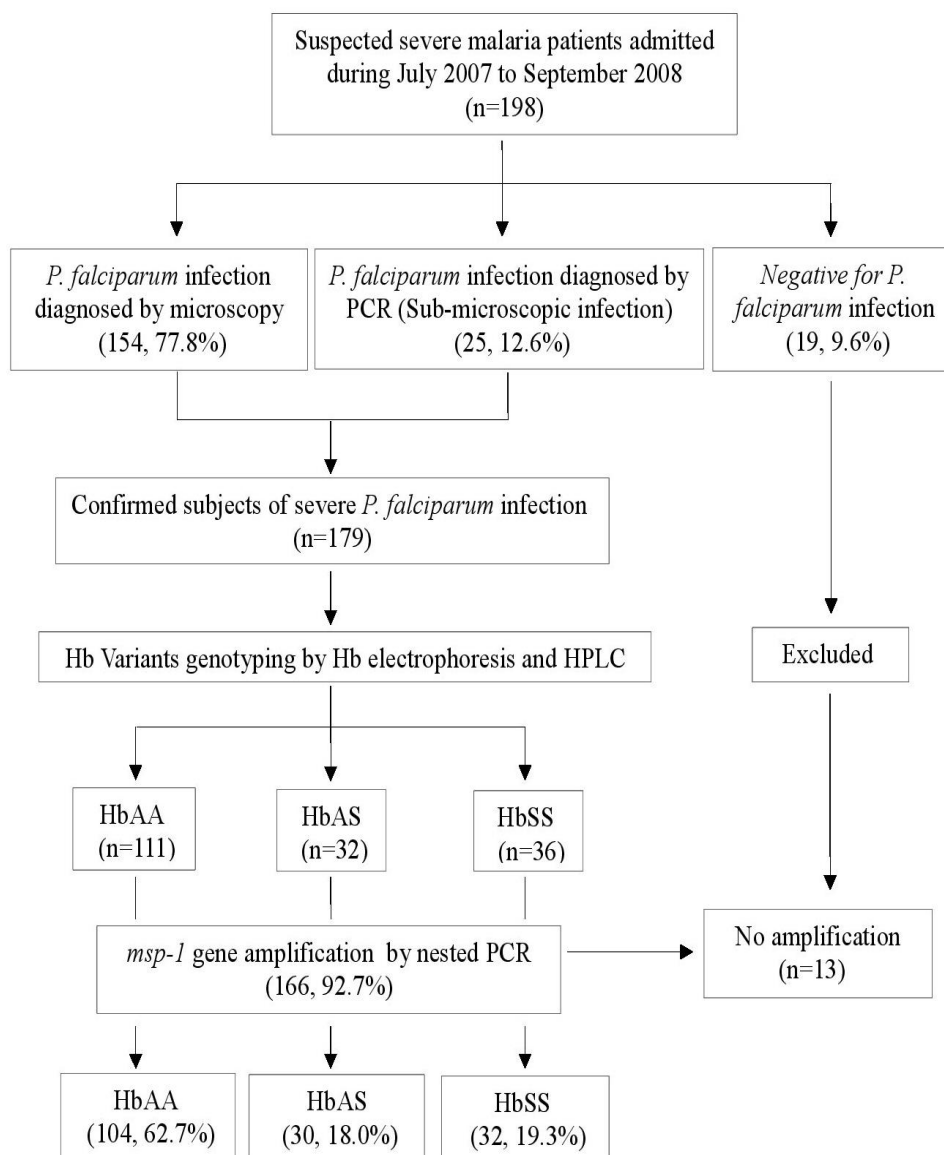 Suspected severe malaria patients admitted
during July 2007 to September 2008
(n=198)
P. falciparum infection
diagnosed by microscopy
(154, 77.8%)
P. falciparum infection diagnosed by
PCR (Sub-microscopic infection)
(25, 12.6%)
Negative for P.
falciparum infection
(19, 9.6%)
Confirmed subjects of severe P. falciparum infection
(n=179)
Hb Variants genotyping by Hb electrophoresis and HPLC
Excluded
HbAA
(n=111)
HbAS
(n=32)
HbSS
(n=36)
msp-1 gene amplification by nested PCR
(166, 92.7%)
No amplification
(n=13)
HbAA
(104, 62.7%)
HbAS
(30, 18.0%)
HbSS
(32, 19.3%)